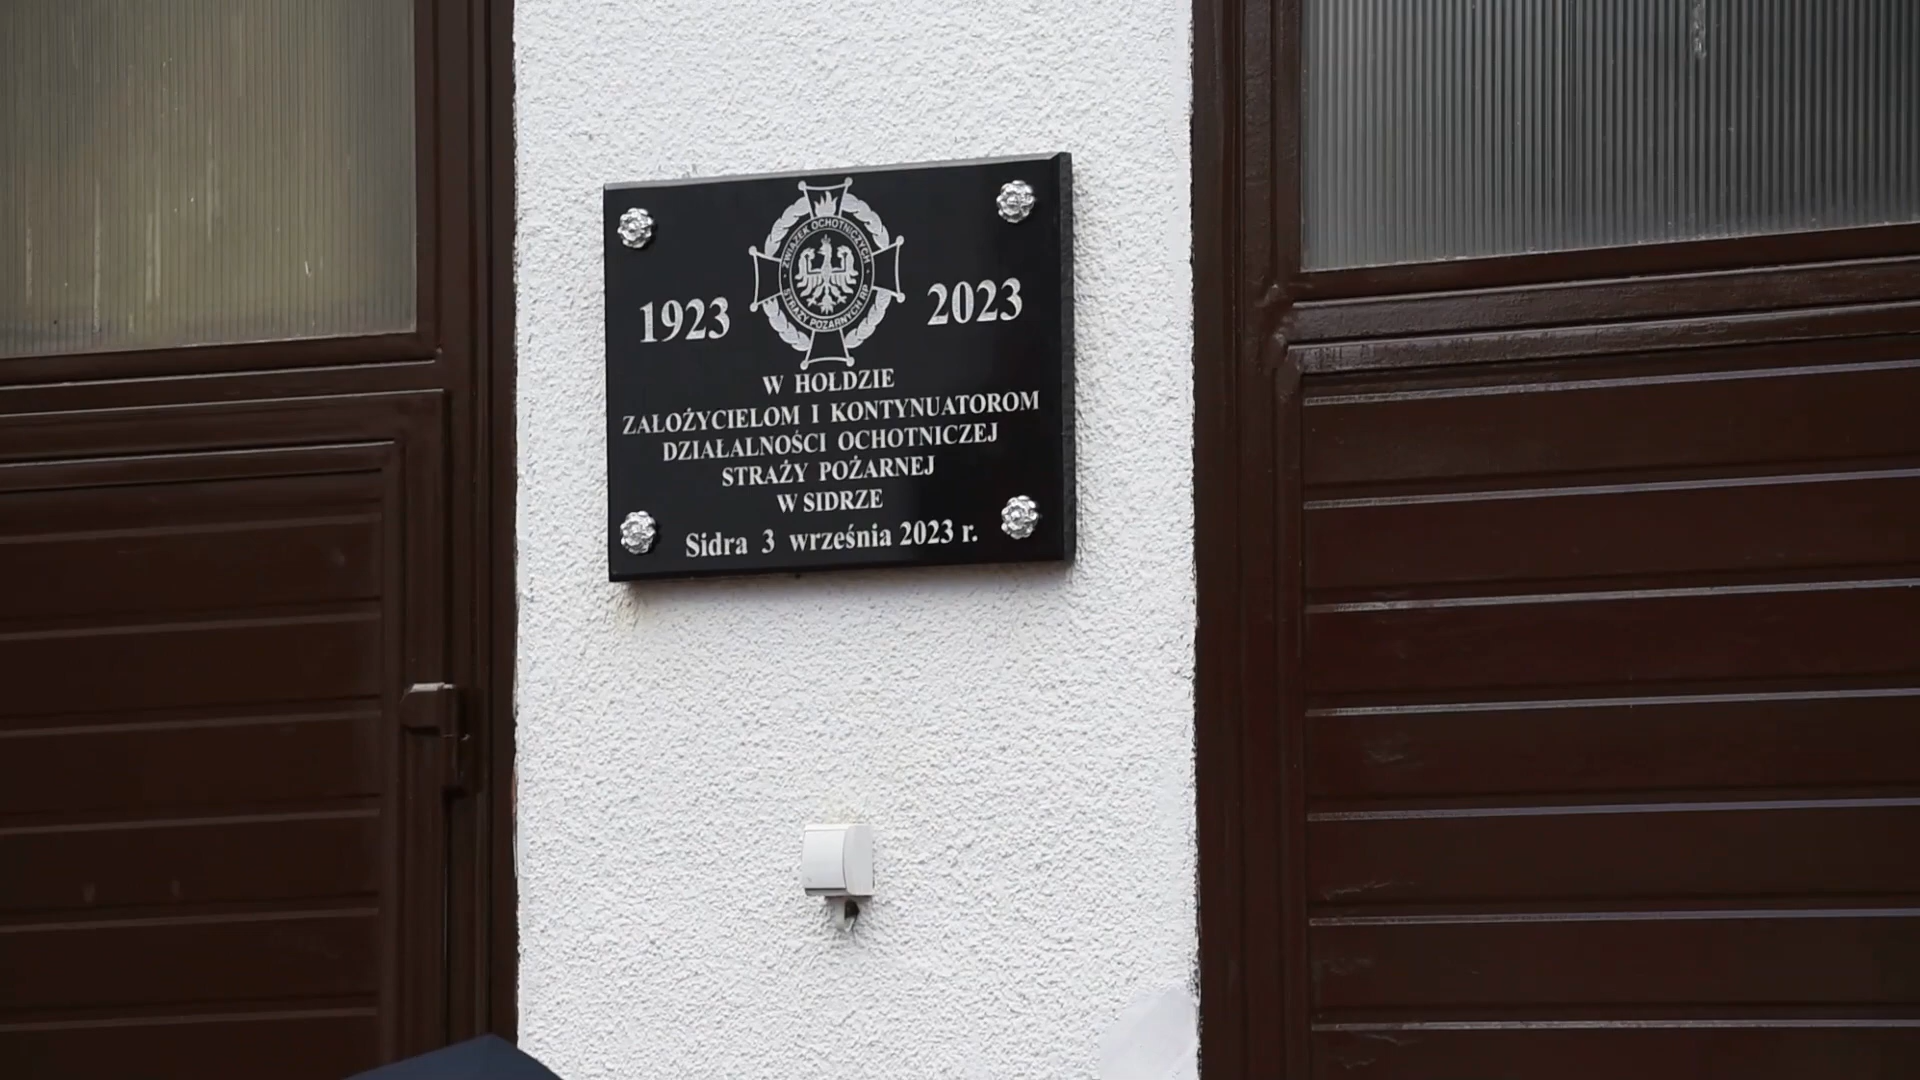 ZWIĄZEK OCHOTNICZYCH
STRAŻY POŻARNYCH RP
1923
2023
W HOŁDZIE
ZAŁOŻYCIELOM I KONTYNUATOROM
DZIAŁALNOŚCI OCHOTNICZEJ
STRAŻY POŻARNEJ
W SIDRZE
Sidra 3 września 2023 r.